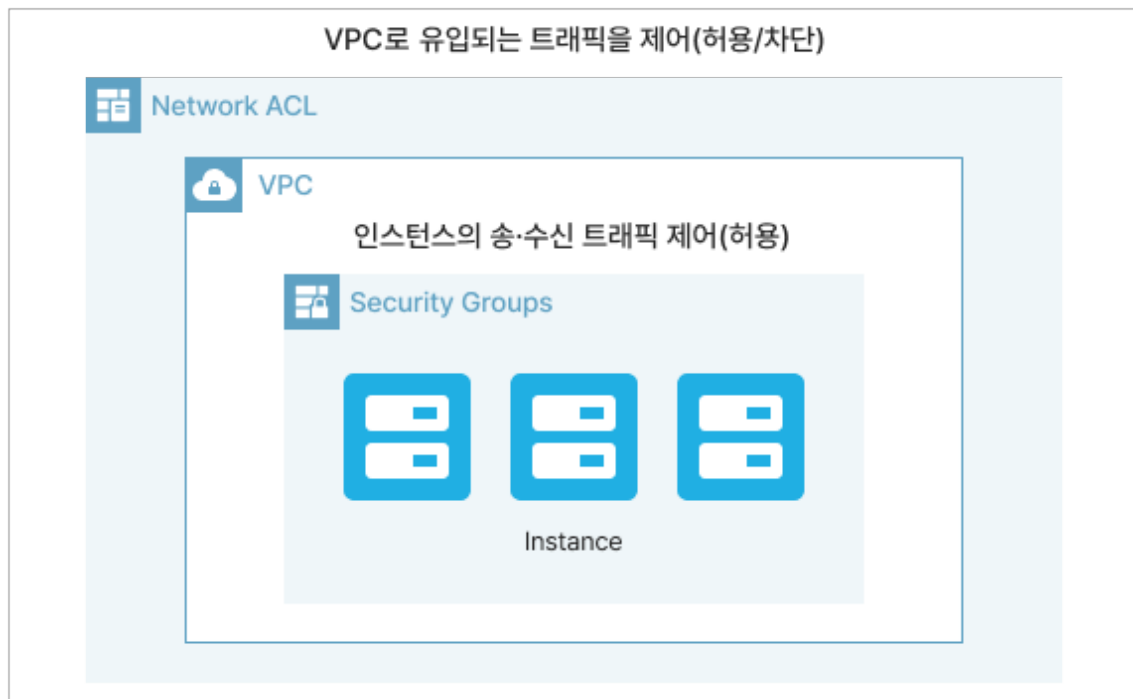 VPC로 유입되는 트래픽을 제어(허용/차단)
Network ACL
VPC
인스턴스의 송·수신 트래픽 제어(허용)
Security Groups
Instance